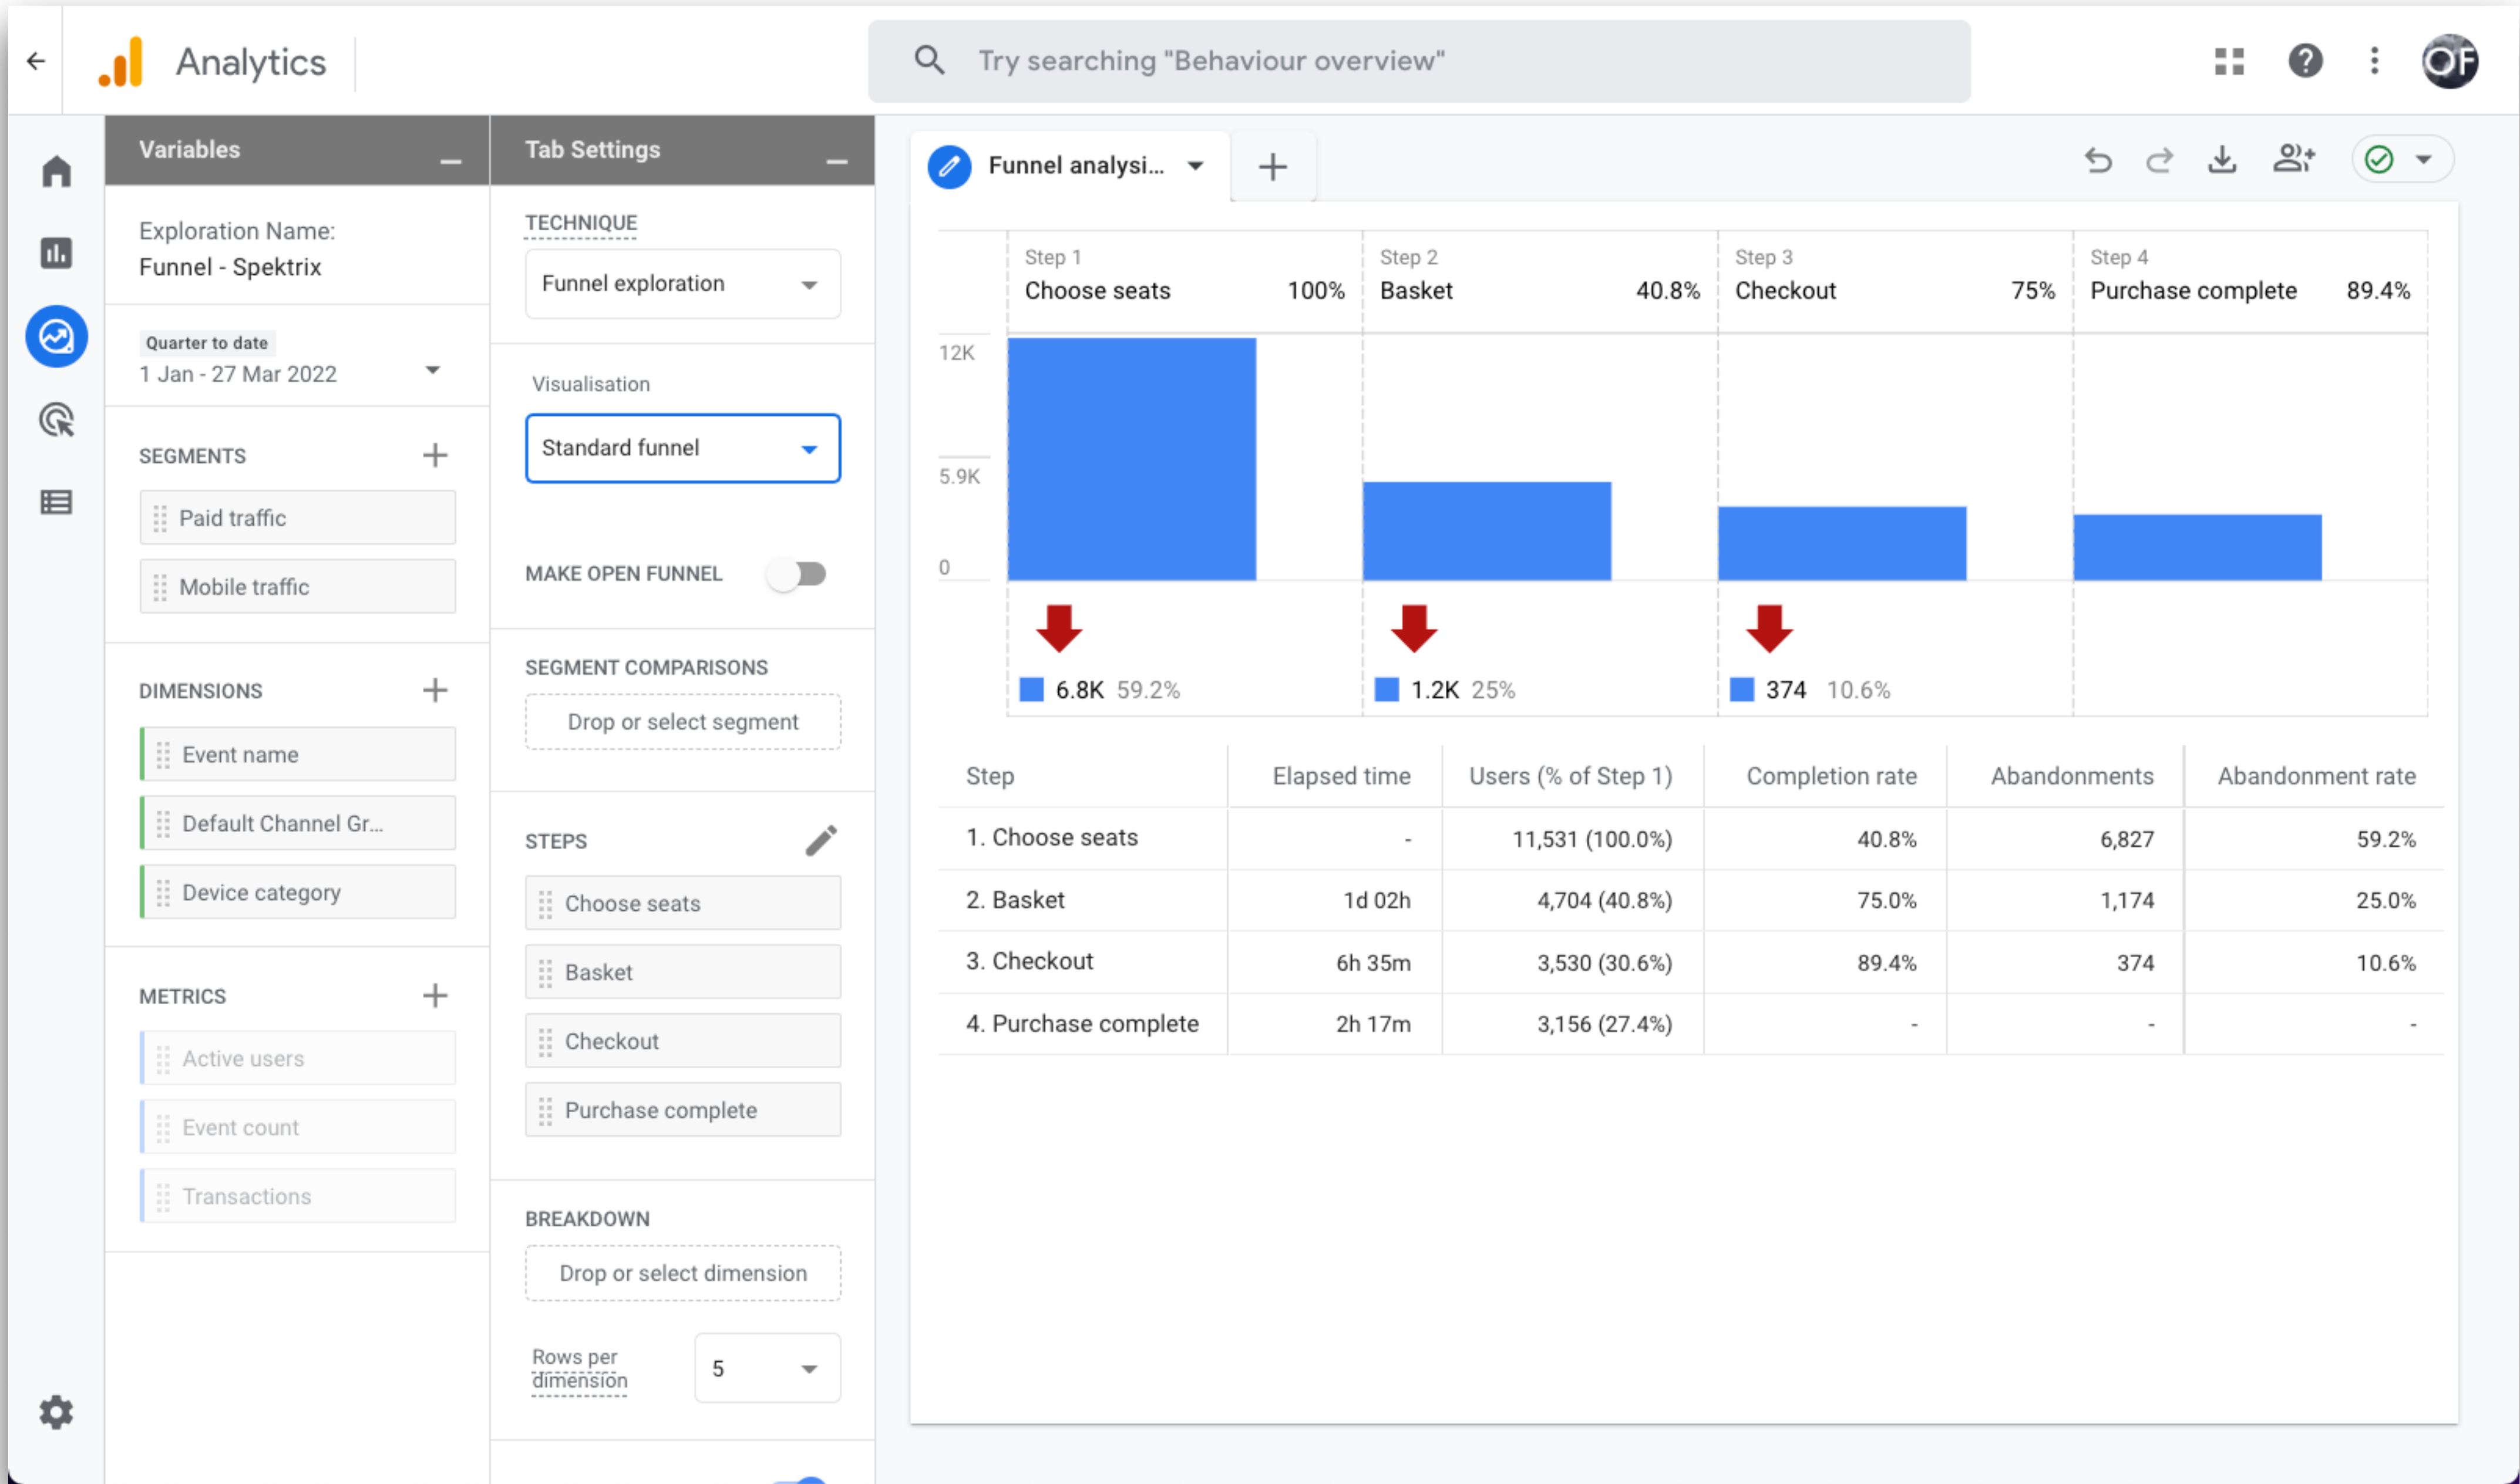 Analytics
Try searching "Behaviour overview"
OF
Variables
Exploration Name:
Funnel - Spektrix
Quarter to date
1 Jan - 27 Mar 2022
SEGMENTS
Paid traffic
Mobile traffic
DIMENSIONS
Event name
Default Channel Gr...
Device category
METRICS
Active users
Event count
Transactions
Tab Settings
TECHNIQUE
Funnel exploration
Visualisation
Standard funnel
MAKE OPEN FUNNEL
SEGMENT COMPARISONS
Drop or select segment
STEPS
Choose seats
Basket
Checkout
Purchase complete
BREAKDOWN
Drop or select dimension
Rows per
dimension
5
Funnel analysi...
Step 1
Choose seats 100%
Step 2
Basket 40.8%
Step 3
Checkout 75%
Step 4
Purchase complete 89.4%
12K
5.9K
0
6.8K 59.2%
1.2K 25%
374 10.6%
Step Elapsed time Users (% of Step 1) Completion rate Abandonments Abandonment rate
1. Choose seats - 11,531 (100.0%) 40.8% 6,827 59.2%
2. Basket 1d 02h 4,704 (40.8%) 75.0% 1,174 25.0%
3. Checkout 6h 35m 3,530 (30.6%) 89.4% 374 10.6%
4. Purchase complete 2h 17m 3,156 (27.4%) - - -